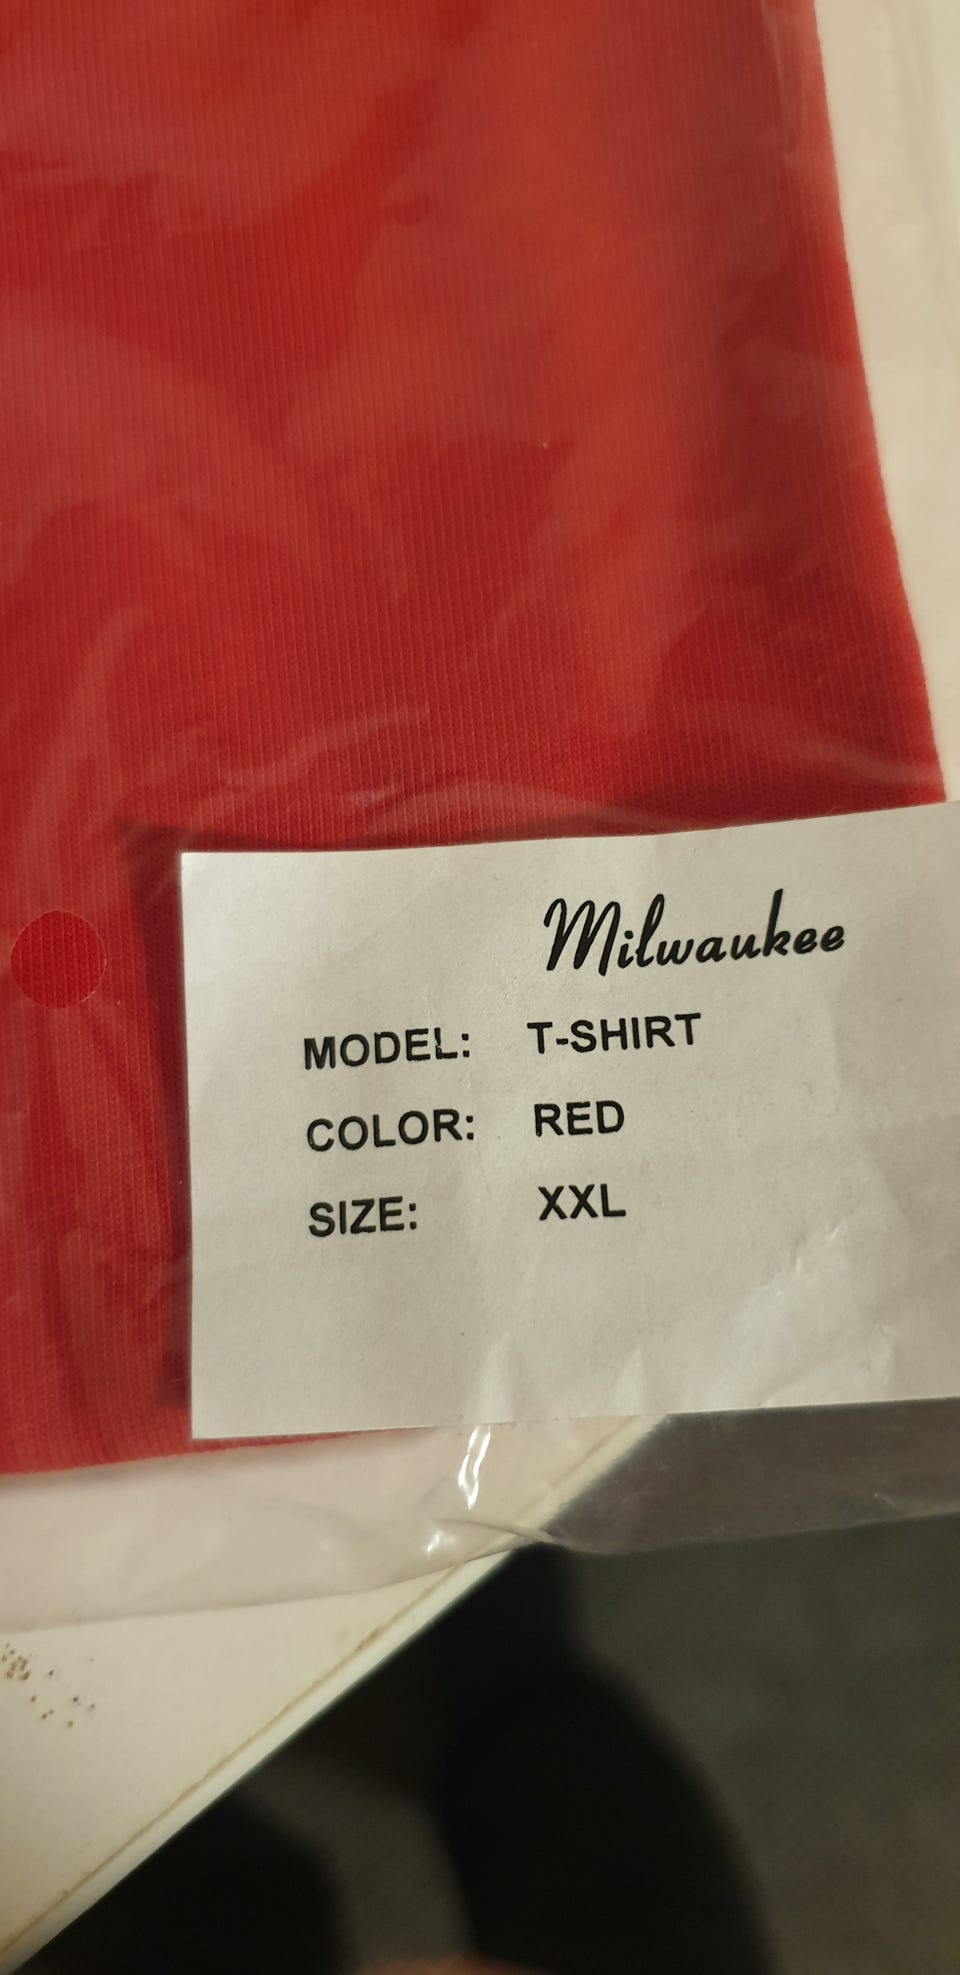 Milwaukee
MODEL: T-SHIRT
COLOR: RED
SIZE: XXL